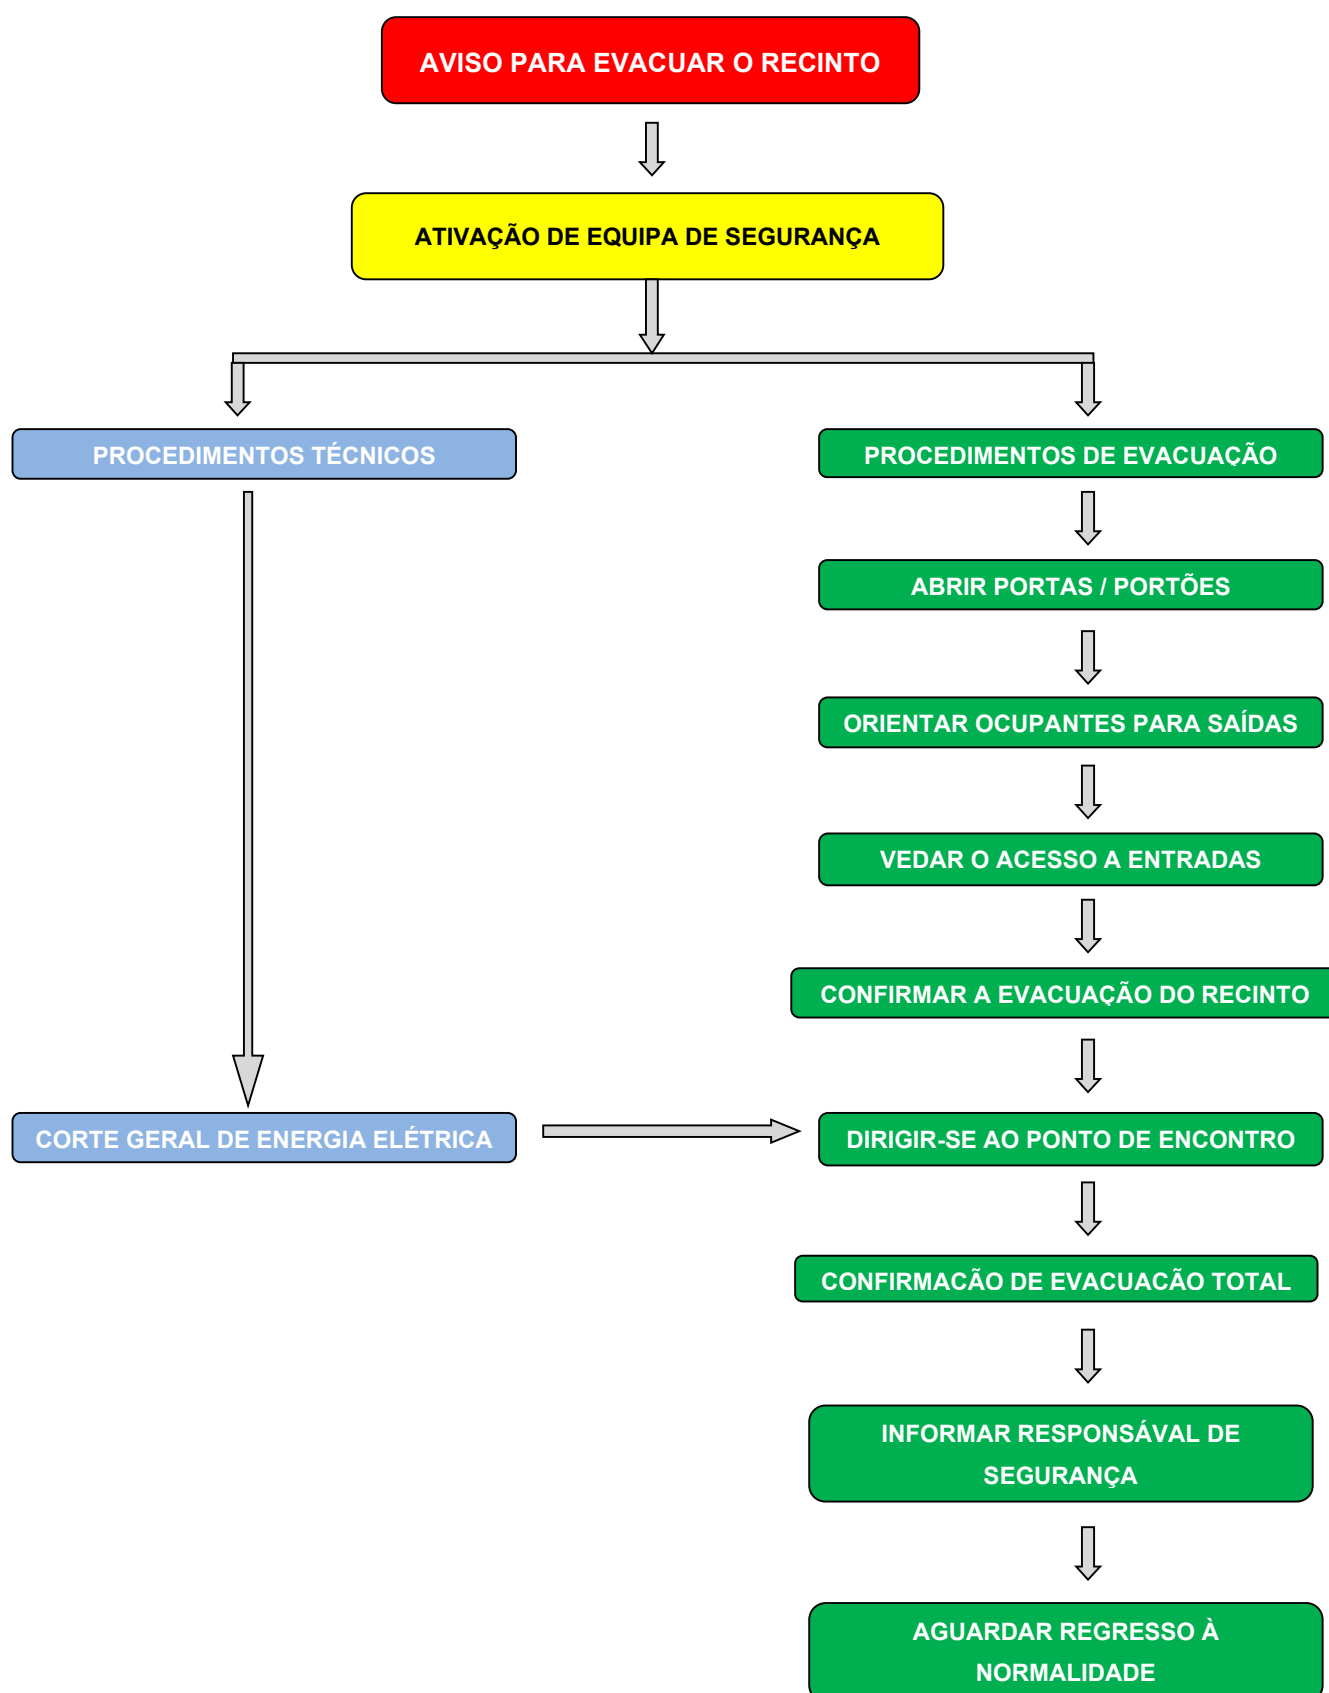 AVISO PARA EVACUAR O RECINTO
ATIVAÇÃO DE EQUIPA DE SEGURANÇA
PROCEDIMENTOS TÉCNICOS
PROCEDIMENTOS DE EVACUAÇÃO
ABRIR PORTAS / PORTÕES
ORIENTAR OCUPANTES PARA SAÍDAS
VEDAR O ACESSO A ENTRADAS
CONFIRMAR A EVACUAÇÃO DO RECINTO
CORTE GERAL DE ENERGIA ELÉTRICA
DIRIGIR-SE AO PONTO DE ENCONTRO
CONFIRMACÃO DE EVACUACÃO TOTAL
INFORMAR RESPONSÁVAL DE
SEGURANÇA
AGUARDAR REGRESSO À
NORMALIDADE